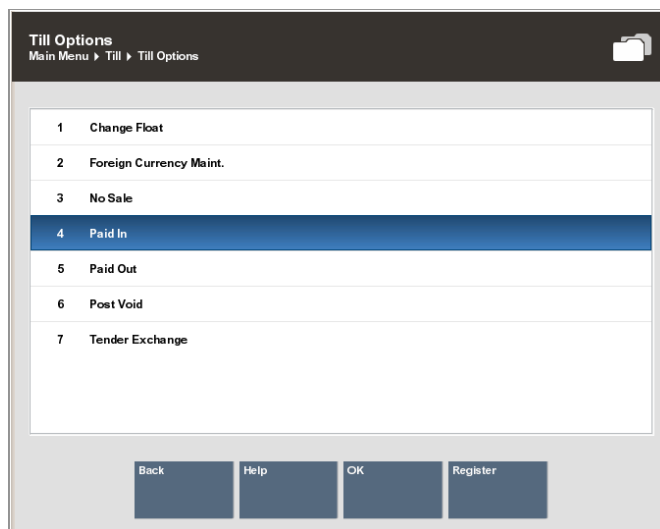 Till Options
Main Menu ▸ Till ▸ Till Options
1 Change Float
2 Foreign Currency Maint.
3 No Sale
4 Paid In
5 Paid Out
6 Post Void
7 Tender Exchange
Back Help OK Register